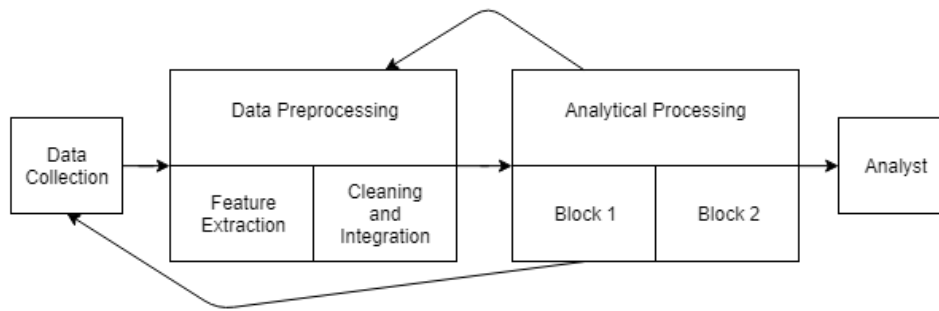 Data Preprocessing
Analytical Processing
Data
Collection
Feature
Extraction
Cleaning
and
Integration
Block 1
Block 2
Analyst